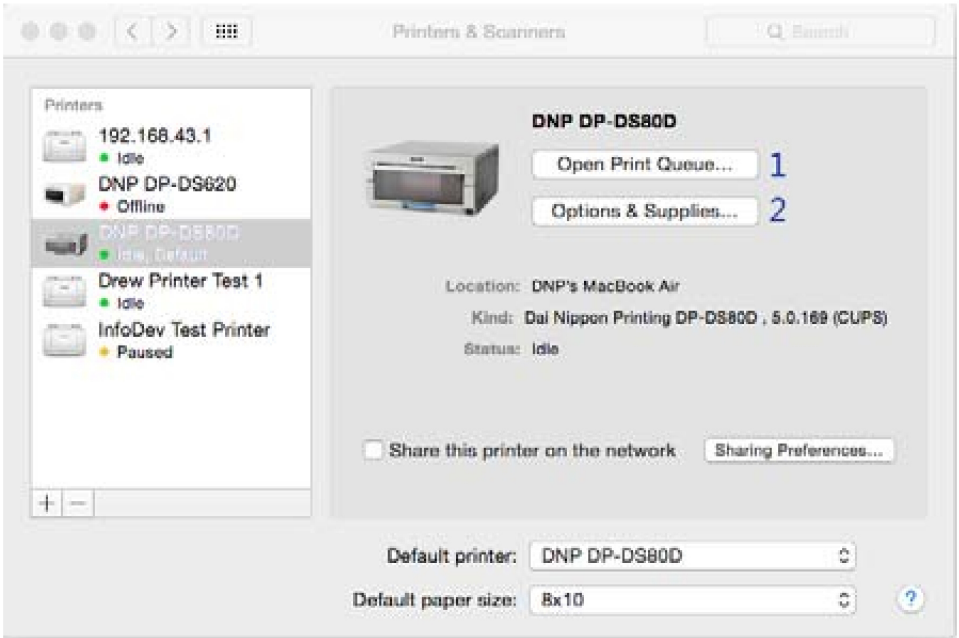 Printers & Scanners
Search
Printers
192.168.43.1
Idle
DNP DP-DS620
Offline
DNP DP-DS80D
Idle, Default
Drew Printer Test 1
Idle
InfoDev Test Printer
Paused
+ −
DNP DP-DS80D
Open Print Queue... 1
Options & Supplies... 2
Location: DNP's MacBook Air
Kind: Dai Nippon Printing DP-DS80D , 5.0.169 (CUPS)
Status: Idle
Share this printer on the network Sharing Preferences...
Default printer: DNP DP-DS80D
Default paper size: 8x10
?